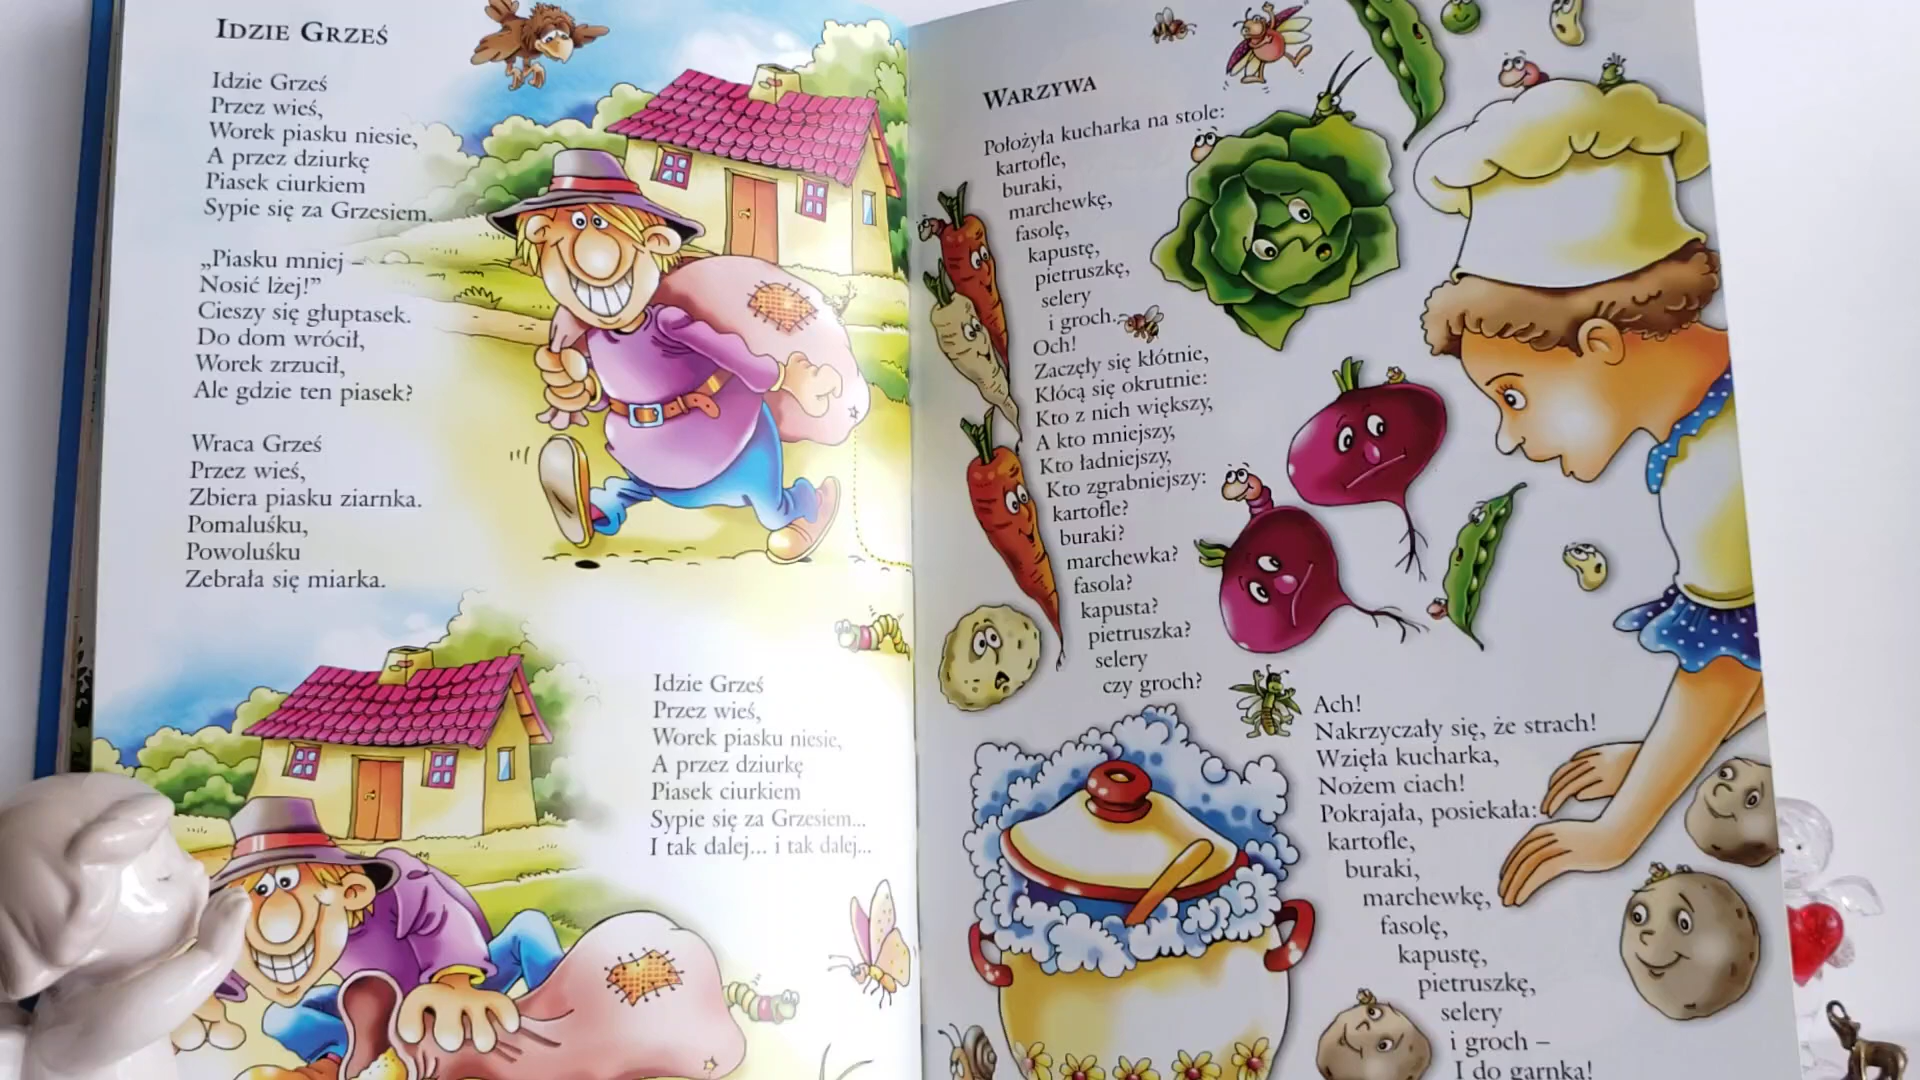 IDZIE GRZEŚ
Idzie Grześ
Przez wieś,
Worek piasku niesie,
A przez dziurkę
Piasek ciurkiem
Sypie się za Grzesiem.
„Piasku mniej –
Nosić lżej!”
Cieszy się głuptasek.
Do dom wrócił,
Worek zrzucił,
Ale gdzie ten piasek?
Wraca Grześ
Przez wieś,
Zbiera piasku ziarnka.
Pomaluśku,
Powoluśku
Zebrała się miarka.
Idzie Grześ
Przez wieś,
Worek piasku niesie,
A przez dziurkę
Piasek ciurkiem
Sypie się za Grzesiem...
I tak dalej... i tak dalej...
WARZYWA
Położyła kucharka na stole:
kartofle,
buraki,
marchewkę,
fasolę,
kapustę,
pietruszkę,
selery
i groch.
Och!
Zaczęły się kłótnie,
Kłócą się okrutnie:
Kto z nich większy,
A kto mniejszy,
Kto ładniejszy,
Kto zgrabniejszy:
kartofle?
buraki?
marchewka?
fasola?
kapusta?
pietruszka?
selery
czy groch?
Ach!
Nakrzyczały się, że strach!
Wzięła kucharka,
Nożem ciach!
Pokrajała, posiekała:
kartofle,
buraki,
marchewkę,
fasolę,
kapustę,
pietruszkę,
selery
i groch –
I do garnka!